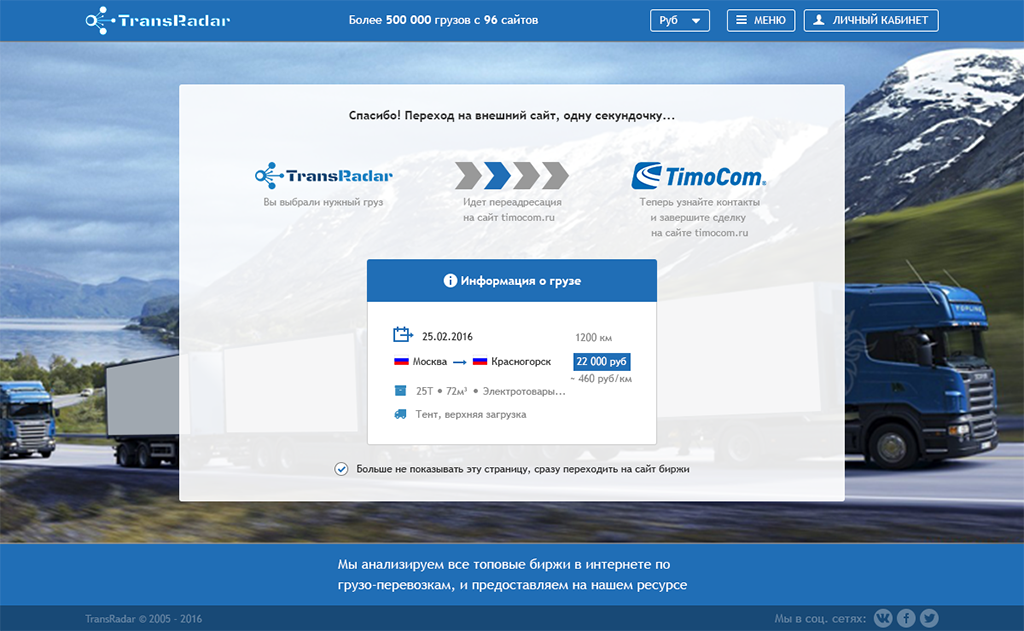 TransRadar
Более 500 000 грузов с 96 сайтов
Руб
МЕНЮ
ЛИЧНЫЙ КАБИНЕТ
Спасибо! Переход на внешний сайт, одну секундочку...
TransRadar
Вы выбрали нужный груз
Идет переадресация
на сайт timocom.ru
TimoCom®
Теперь узнайте контакты
и завершите сделку
на сайте timocom.ru
Информация о грузе
25.02.2016
1200 км
Москва
Красногорск
22 000 руб
~ 460 руб/км
25Т • 72м³ • Электротовары...
Тент, верхняя загрузка
Больше не показывать эту страницу, сразу переходить на сайт биржи
Мы анализируем все топовые биржи в интернете по
грузо-перевозкам, и предоставляем на нашем ресурсе
TransRadar © 2005 - 2016
Мы в соц. сетях: